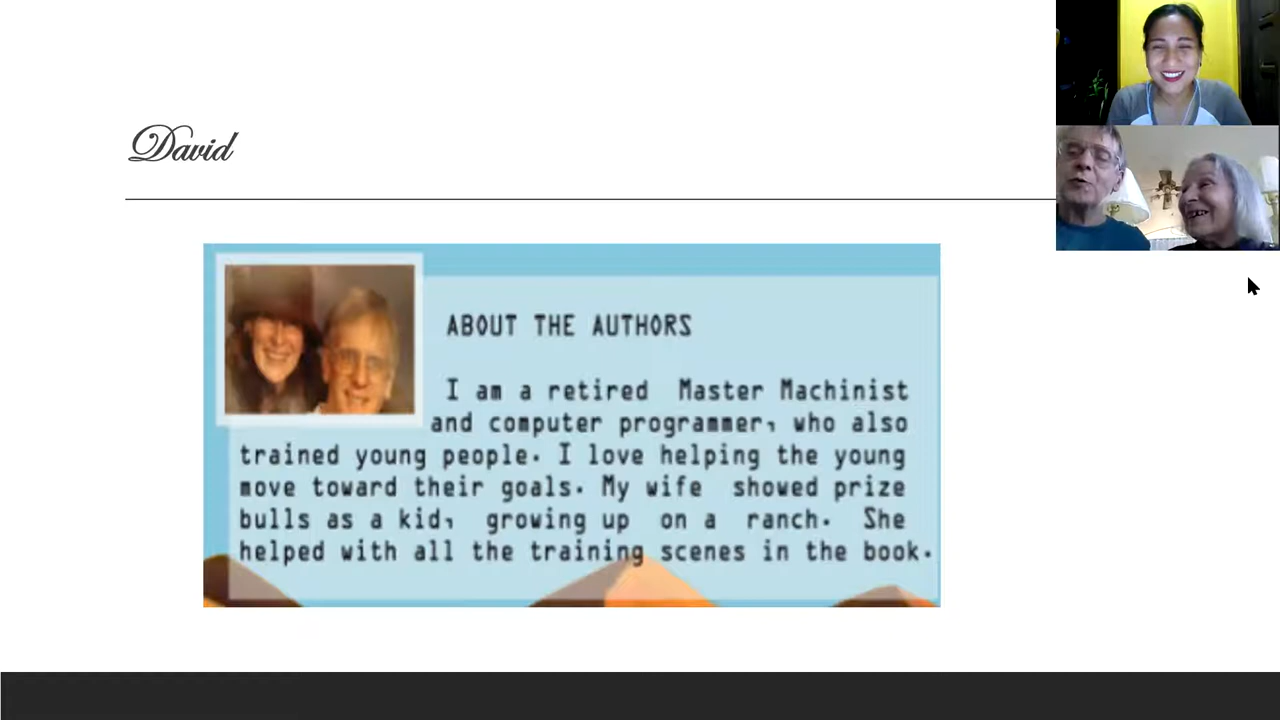 David
ABOUT THE AUTHORS
I am a retired Master Machinist
and computer programmer, who also
trained young people. I love helping the young
move toward their goals. My wife showed prize
bulls as a kid, growing up on a ranch. She
helped with all the training scenes in the book.